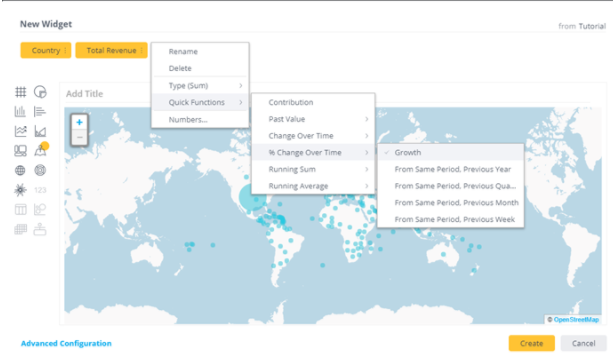 New Widget
from Tutorial
Country
Total Revenue
Rename
Delete
Type (Sum)
Quick Functions
Numbers...
Add Title
+
-
Contribution
Past Value
Change Over Time
% Change Over Time
Running Sum
Running Average
Growth
From Same Period, Previous Year
From Same Period, Previous Qua...
From Same Period, Previous Month
From Same Period, Previous Week
123
© OpenStreetMap
Advanced Configuration
Create
Cancel